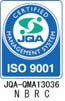 CERTIFIED
MANAGEMENT SYSTEM
JQA
ISO 9001
JQA-QMA13036
NBRC